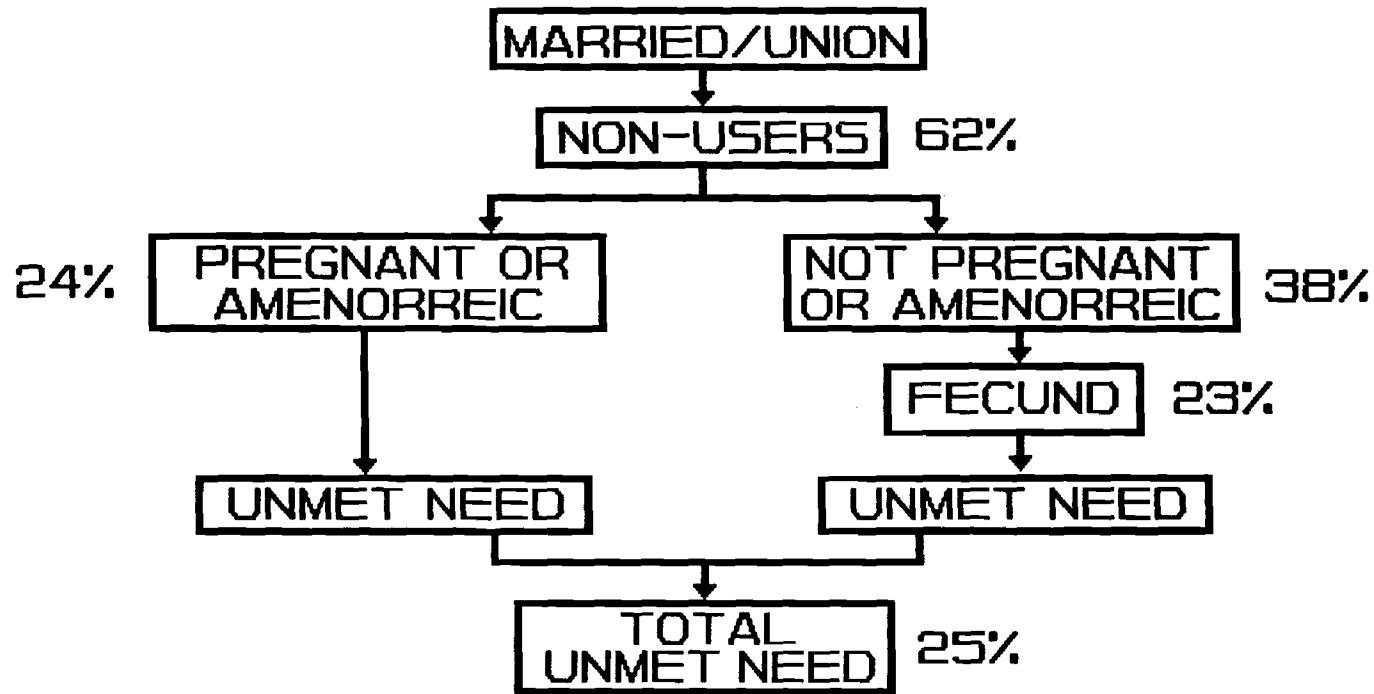 MARRIED/UNION
NON-USERS 62%
24%
PREGNANT OR
AMENORREIC
NOT PREGNANT
OR AMENORREIC
38%
FECUND 23%
UNMET NEED
UNMET NEED
TOTAL
UNMET NEED
25%